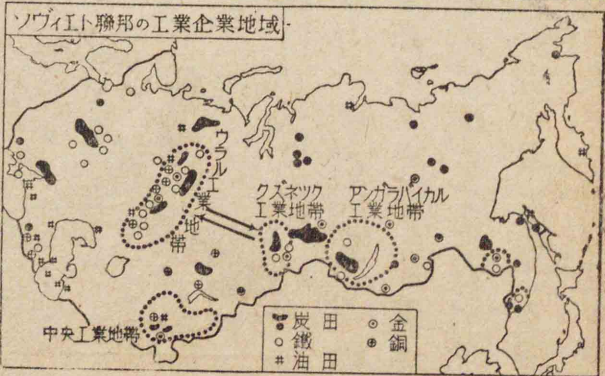 ソヴィエト聯邦の工業企業地域
ウラル工業地帯
クズネック
工業地帯
アンガラバイカル
工業地帯
中央工業地帯
炭田
鐵
油田
金
銅